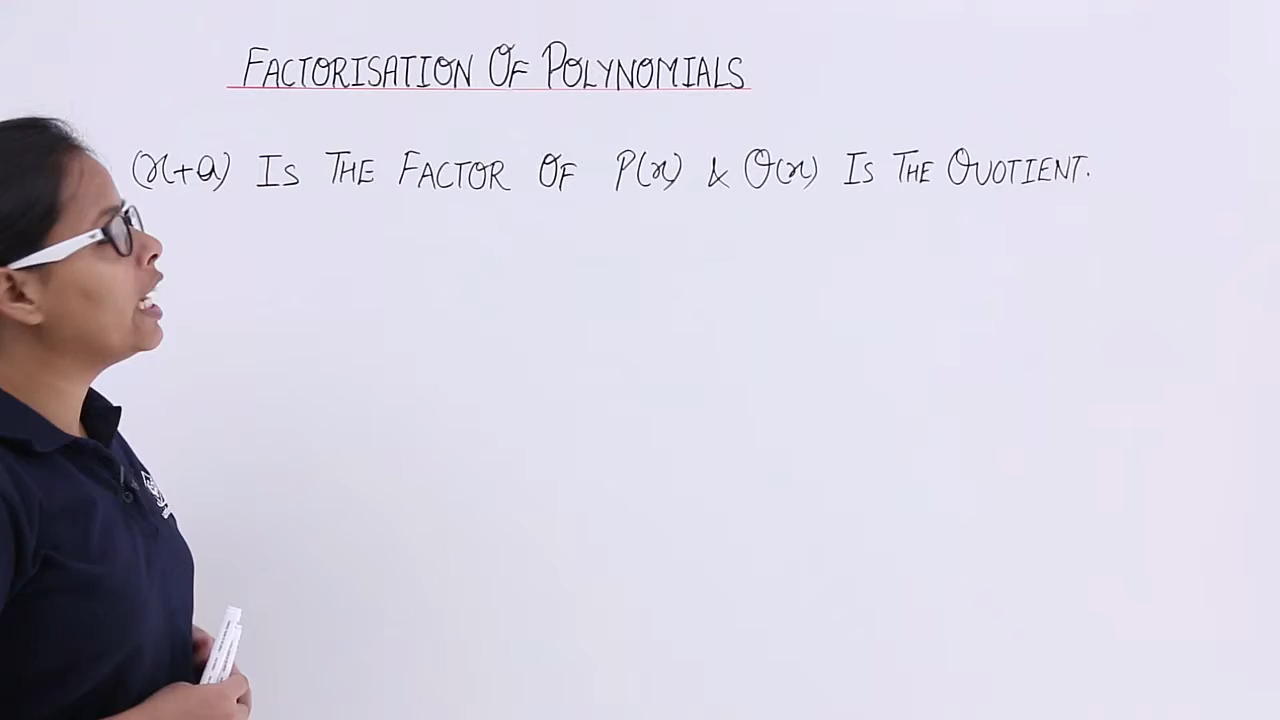 FACTORISATION OF POLYNOMIALS
(x+a) IS THE FACTOR OF P(x) & Q(x) IS THE QUOTIENT.